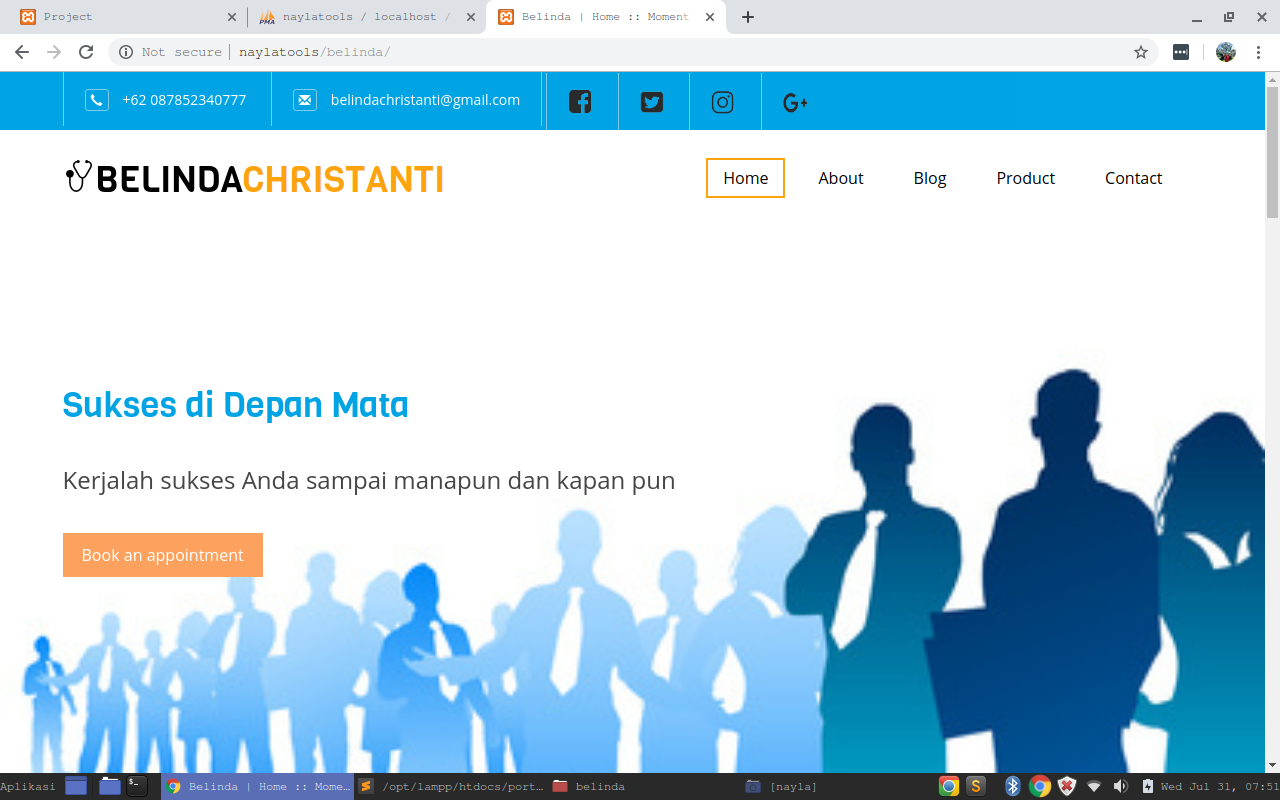 Project
naylatools / localhost /
Belinda | Home :: Moment
Not secure | naylatools/belinda/
+62 087852340777
belindachristanti@gmail.com
G+
BELINDACHRISTANTI
Home
About
Blog
Product
Contact
Sukses di Depan Mata
Kerjalah sukses Anda sampai manapun dan kapan pun
Book an appointment
Aplikasi
Belinda | Home :: Mome...
/opt/lampp/htdocs/port...
belinda
[nayla]
Wed Jul 31, 07:51